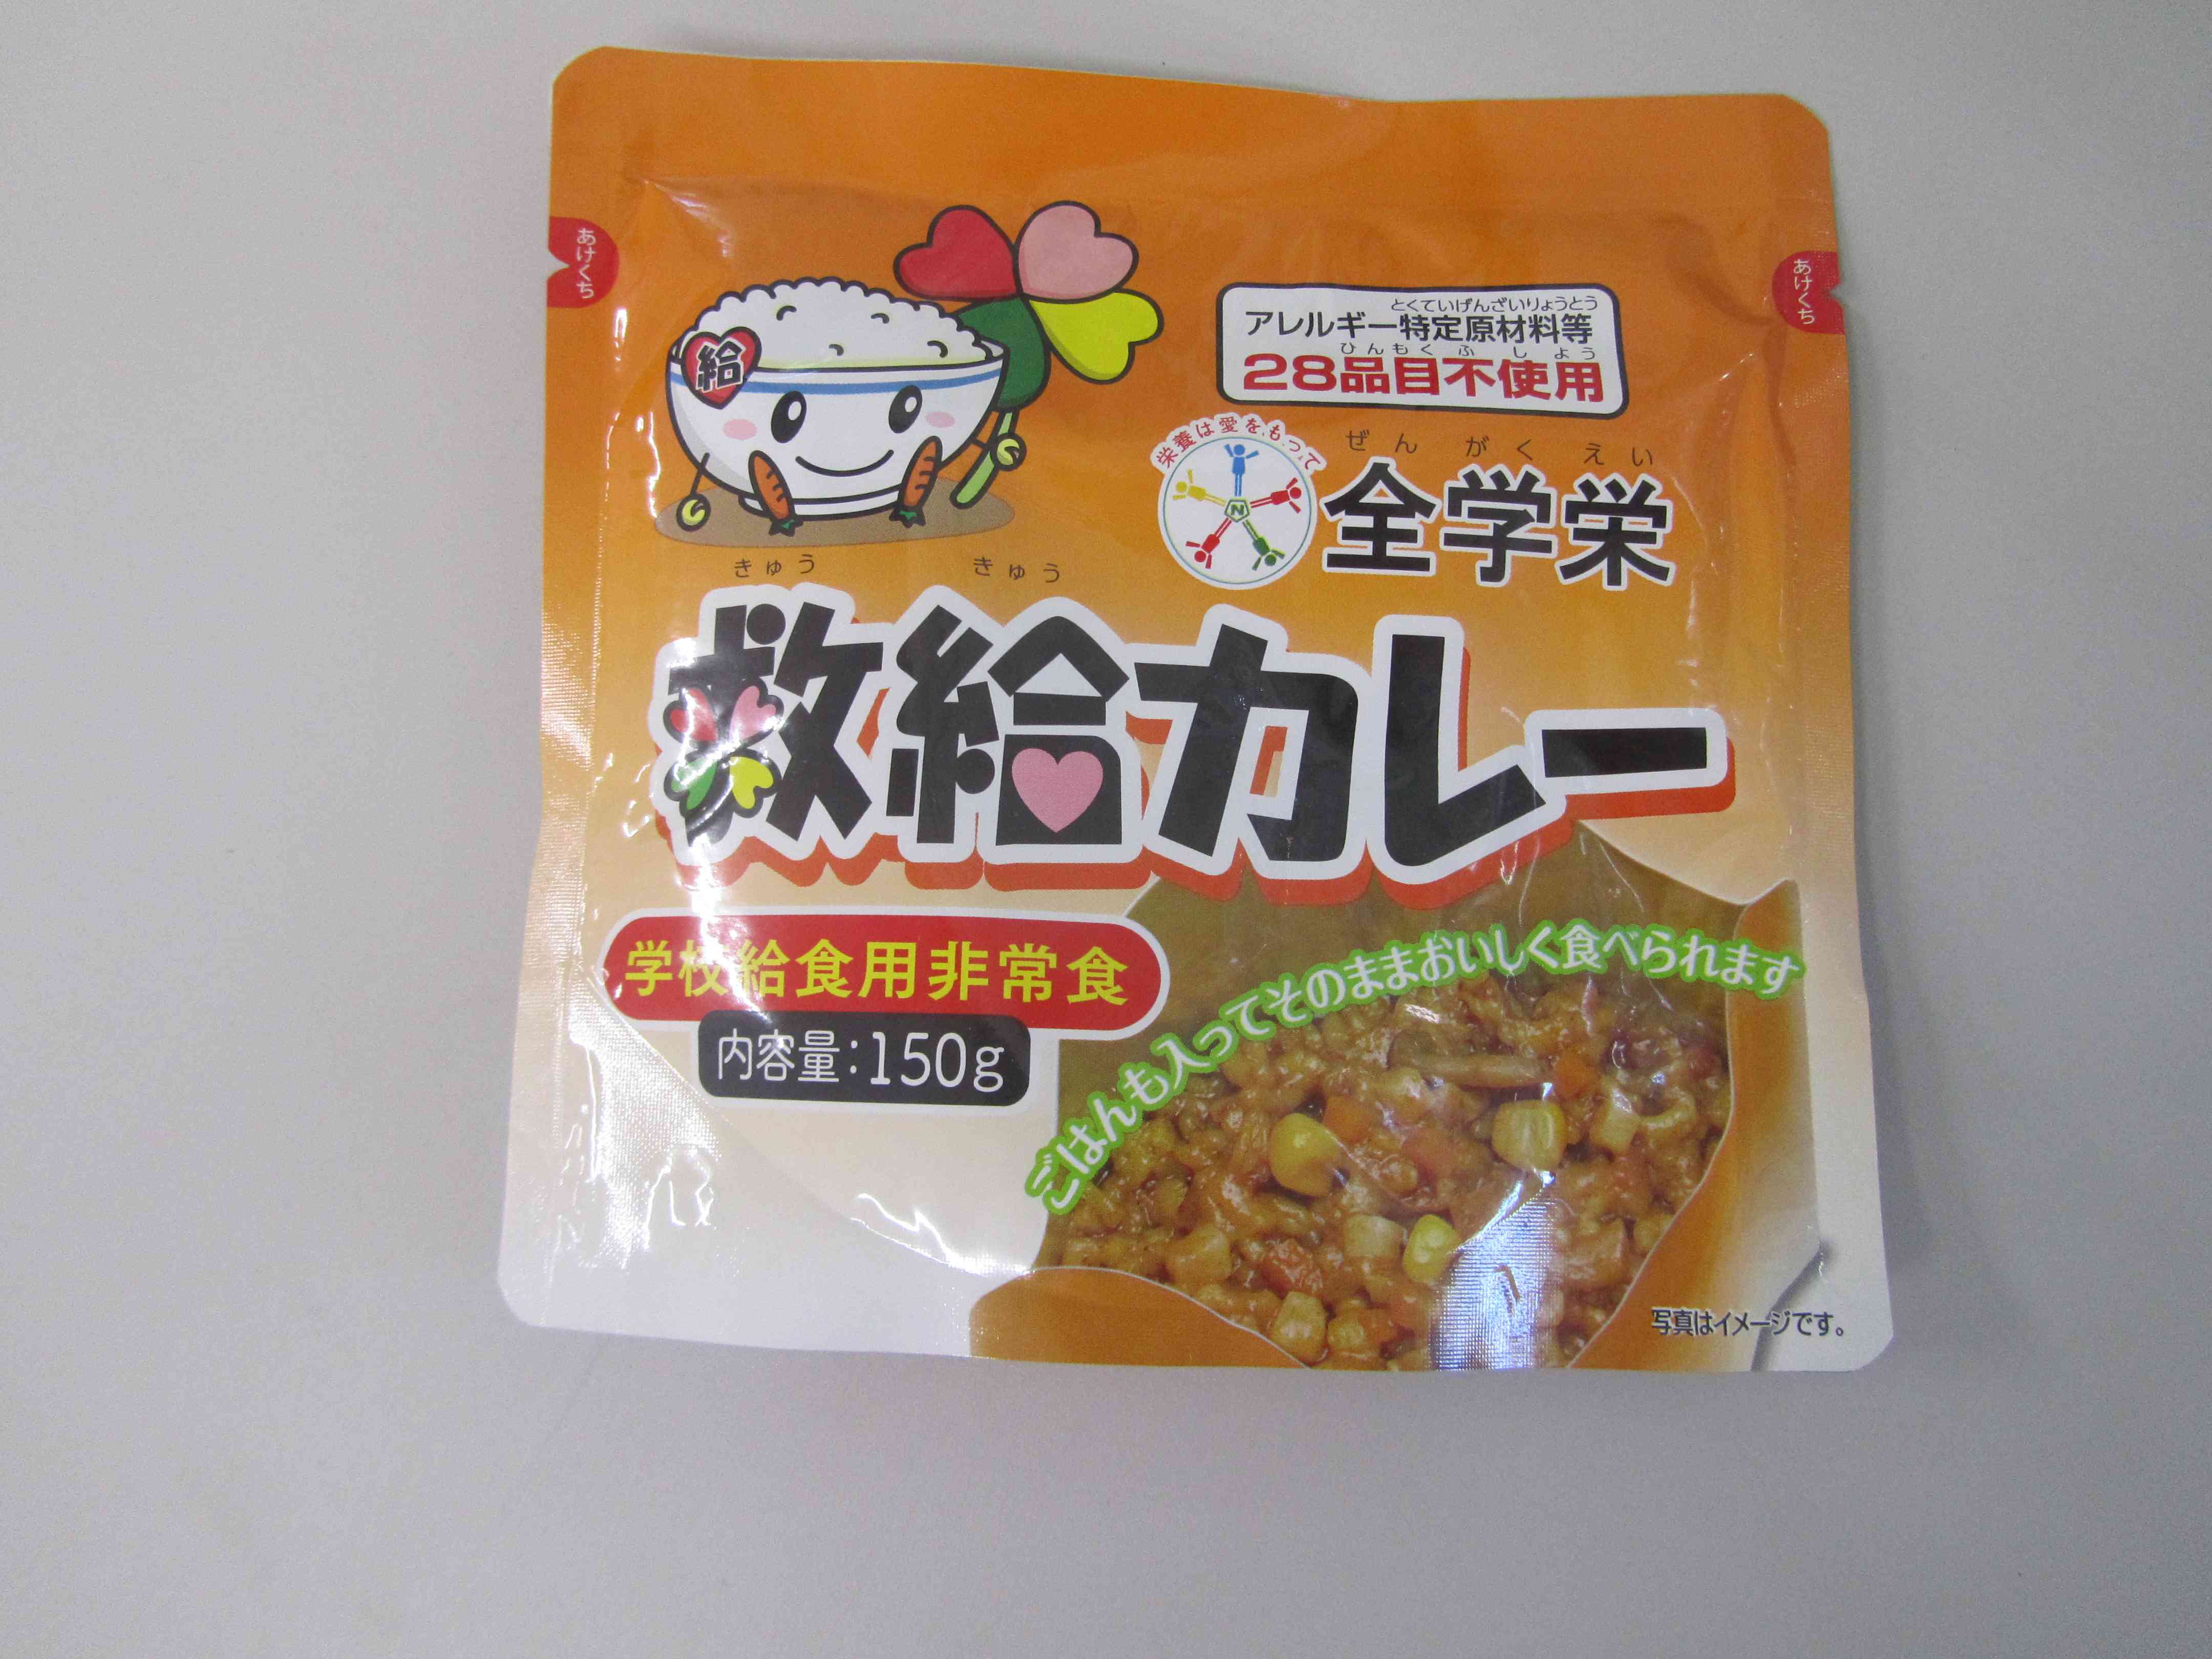 あけくち
あけくち
給
とくていげんざいりょうとう
アレルギー特定原材料等
ひんもくふしよう
28品目不使用
栄養は愛をもって
N
ぜんがくえい
全学栄
きゅう きゅう
救給カレー
学校給食用非常食
内容量:150g
ごはんも入ってそのままおいしく食べられます
写真はイメージです。